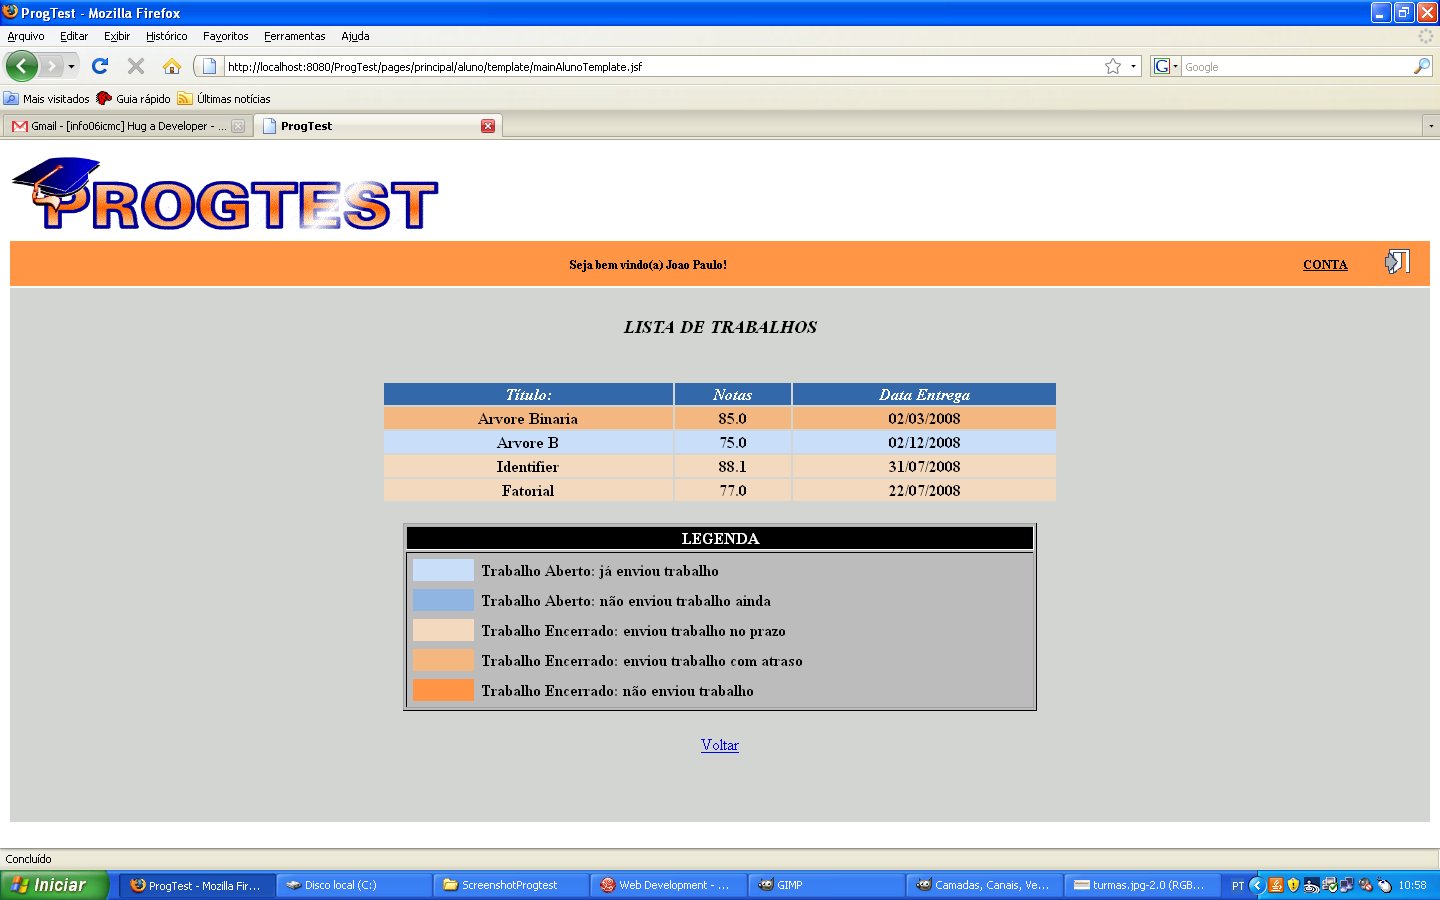 ProgTest - Mozilla Firefox
Arquivo Editar Exibir Histórico Favoritos Ferramentas Ajuda
http://localhost:8080/ProgTest/pages/principal/aluno/template/mainAlunoTemplate.jsf
G Google
Mais visitados Guia rápido Últimas notícias
Gmail - [info06icmc] Hug a Developer - ... ProgTest
PROGTEST
Seja bem vindo(a) Joao Paulo! CONTA
LISTA DE TRABALHOS
Título: Notas Data Entrega
Arvore Binaria 85.0 02/03/2008
Arvore B 75.0 02/12/2008
Identifier 88.1 31/07/2008
Fatorial 77.0 22/07/2008
LEGENDA
Trabalho Aberto: já enviou trabalho
Trabalho Aberto: não enviou trabalho ainda
Trabalho Encerrado: enviou trabalho no prazo
Trabalho Encerrado: enviou trabalho com atraso
Trabalho Encerrado: não enviou trabalho
Voltar
Concluído
Iniciar ProgTest - Mozilla Fir... Disco local (C:) ScreenshotProgtest Web Development - ... GIMP Camadas, Canais, Ve... turmas.jpg-2.0 (RGB... PT 10:58